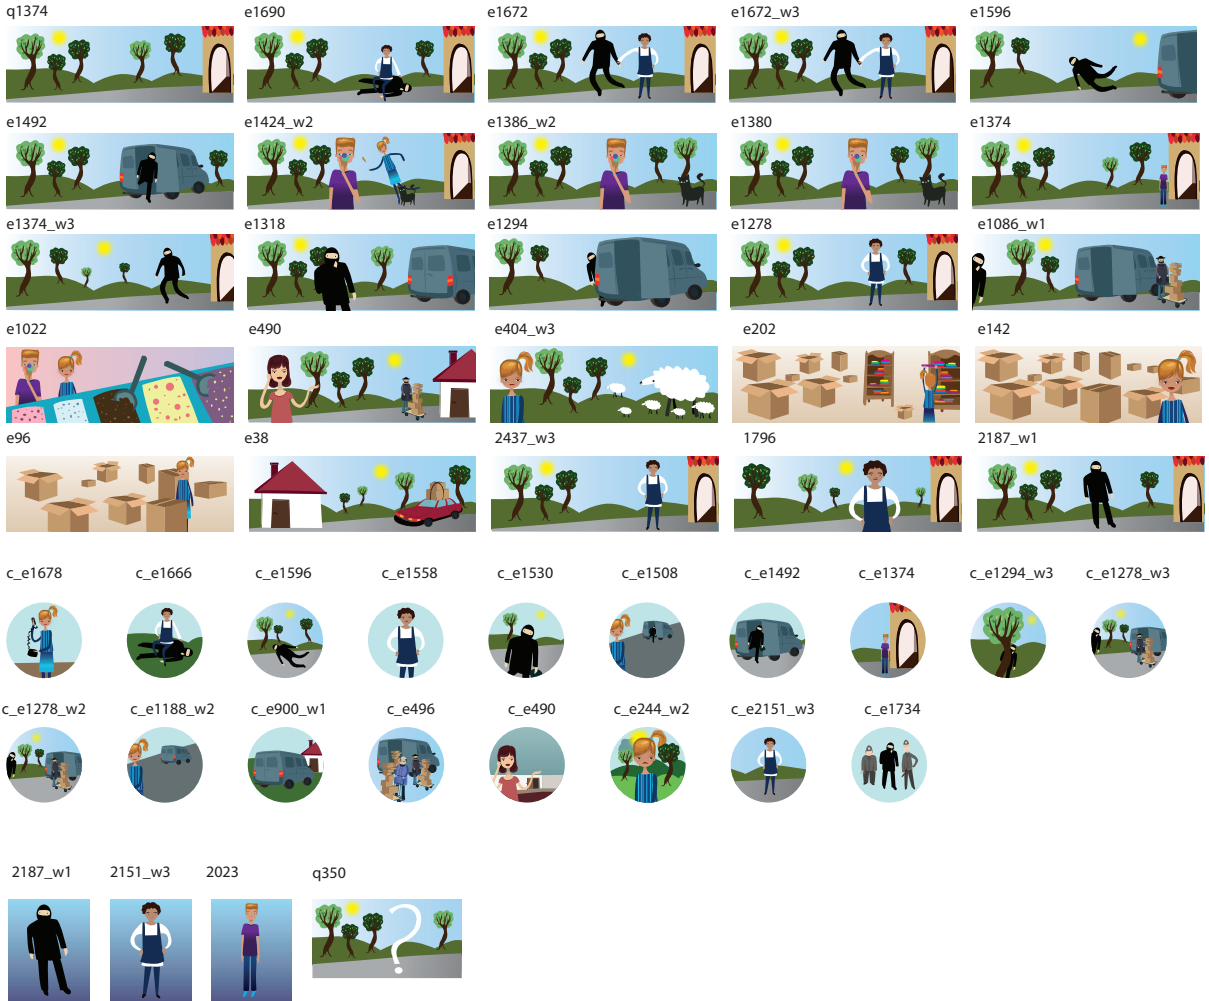 q1374 e1690 e1672 e1672_w3 e1596
e1492 e1424_w2 e1386_w2 e1380 e1374
e1374_w3 e1318 e1294 e1278 e1086_w1
e1022 e490 e404_w3 e202 e142
e96 e38 2437_w3 1796 2187_w1
c_e1678 c_e1666 c_e1596 c_e1558 c_e1530 c_e1508 c_e1492 c_e1374 c_e1294_w3 c_e1278_w3
c_e1278_w2 c_e1188_w2 c_e900_w1 c_e496 c_e490 c_e244_w2 c_e2151_w3 c_e1734
2187_w1 2151_w3 2023 q350
?